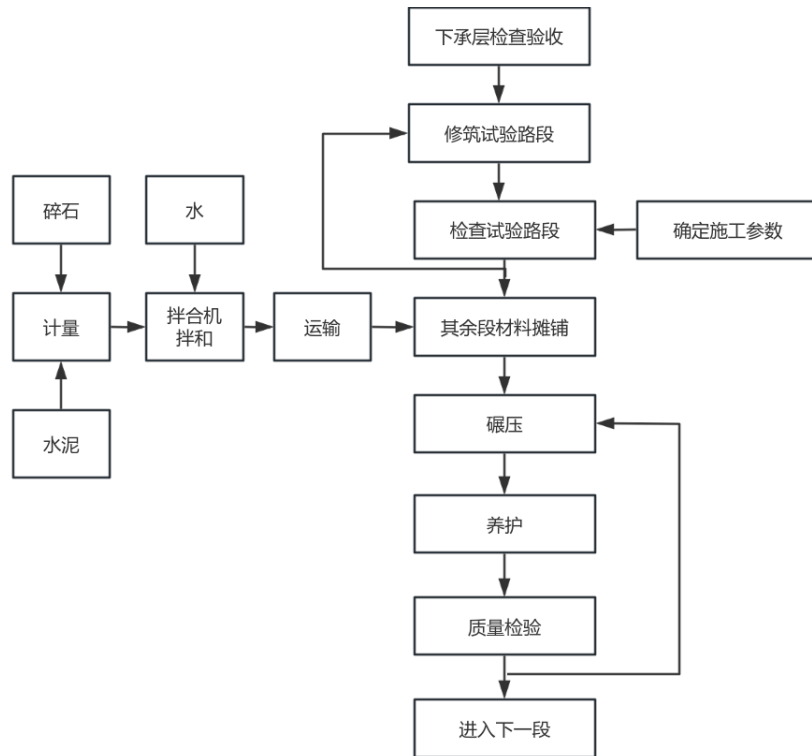 下承层检查验收
修筑试验路段
碎石
水
检查试验路段
确定施工参数
计量
拌合机
拌和
运输
其余段材料摊铺
碾压
水泥
养护
质量检验
进入下一段